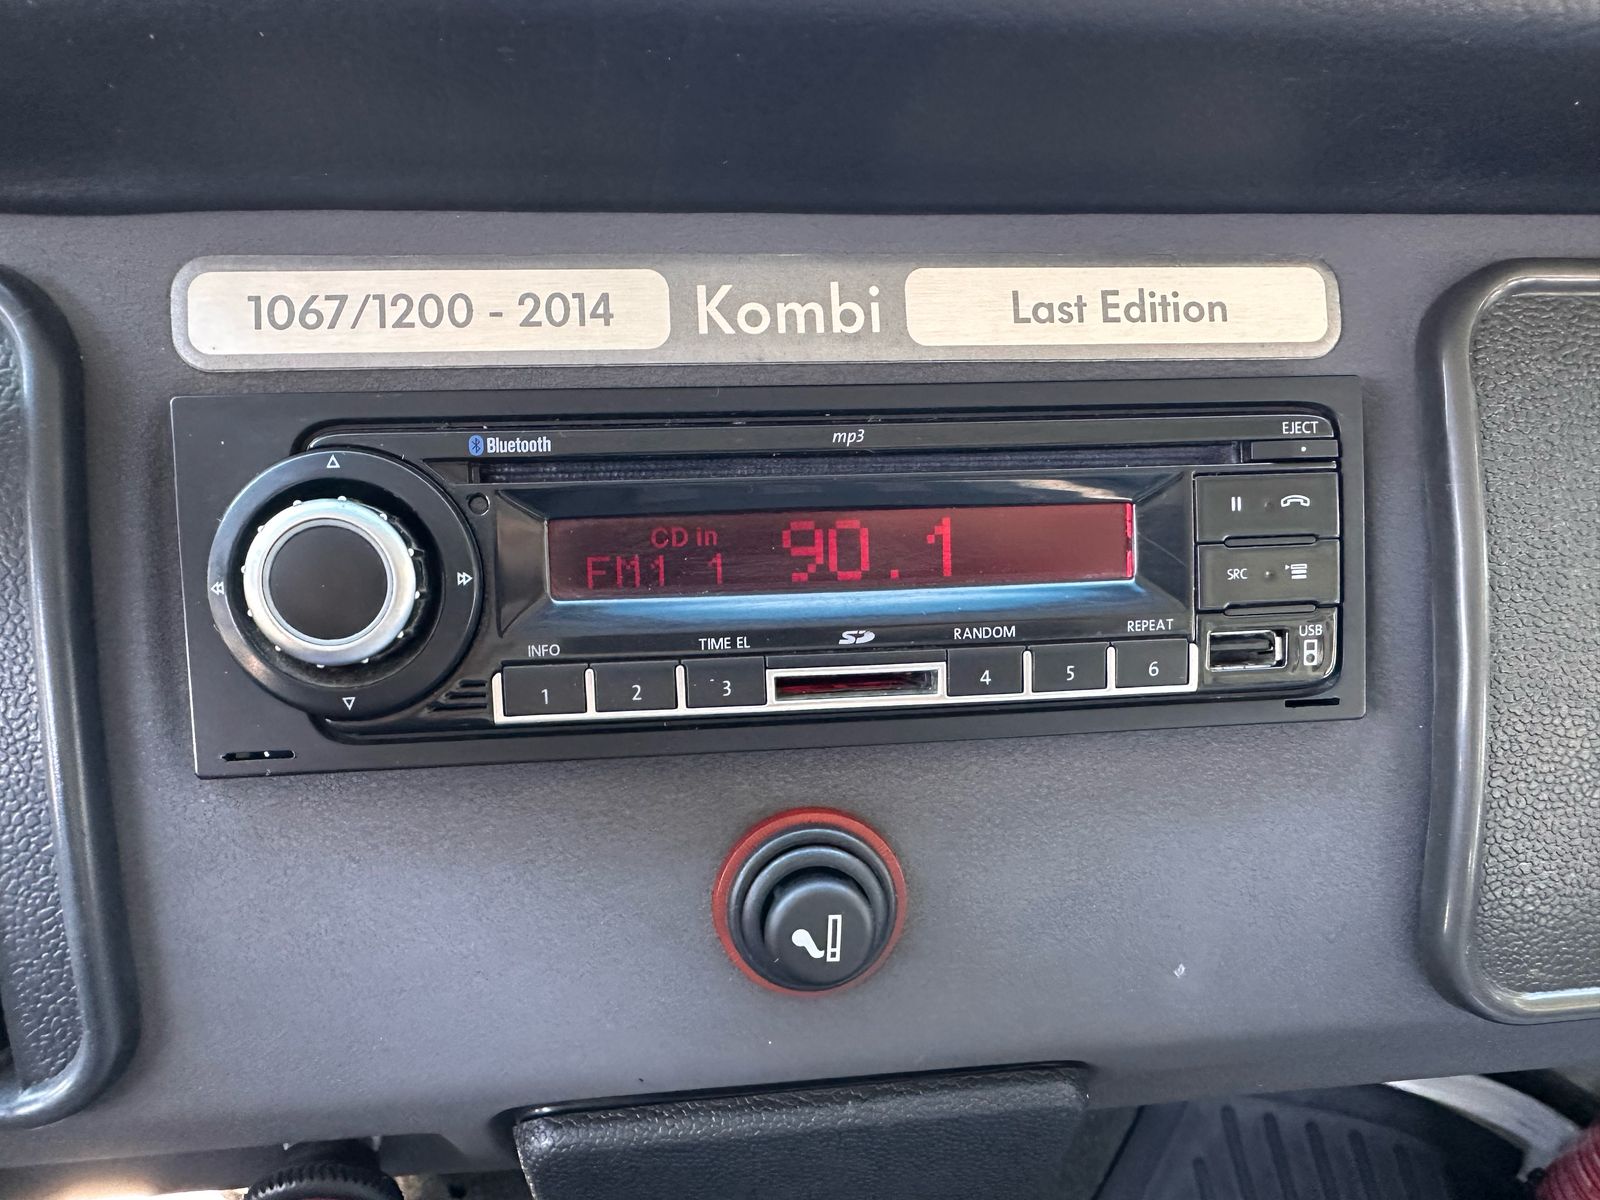 1067/1200 - 2014 Kombi Last Edition
Bluetooth mp3 EJECT
CD in 90.1
FM1 1
SRC
INFO TIME EL SD RANDOM REPEAT USB
1 2 3 4 5 6